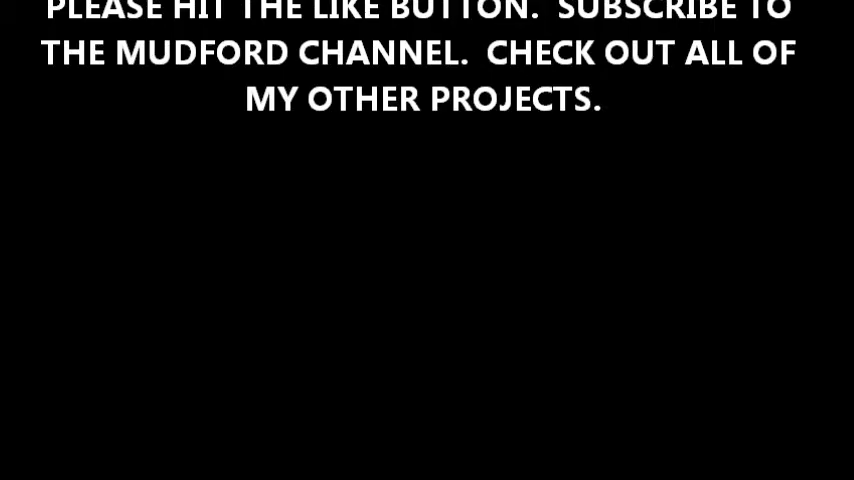 PLEASE HIT THE LIKE BUTTON.  SUBSCRIBE TO
THE MUDFORD CHANNEL.  CHECK OUT ALL OF
MY OTHER PROJECTS.